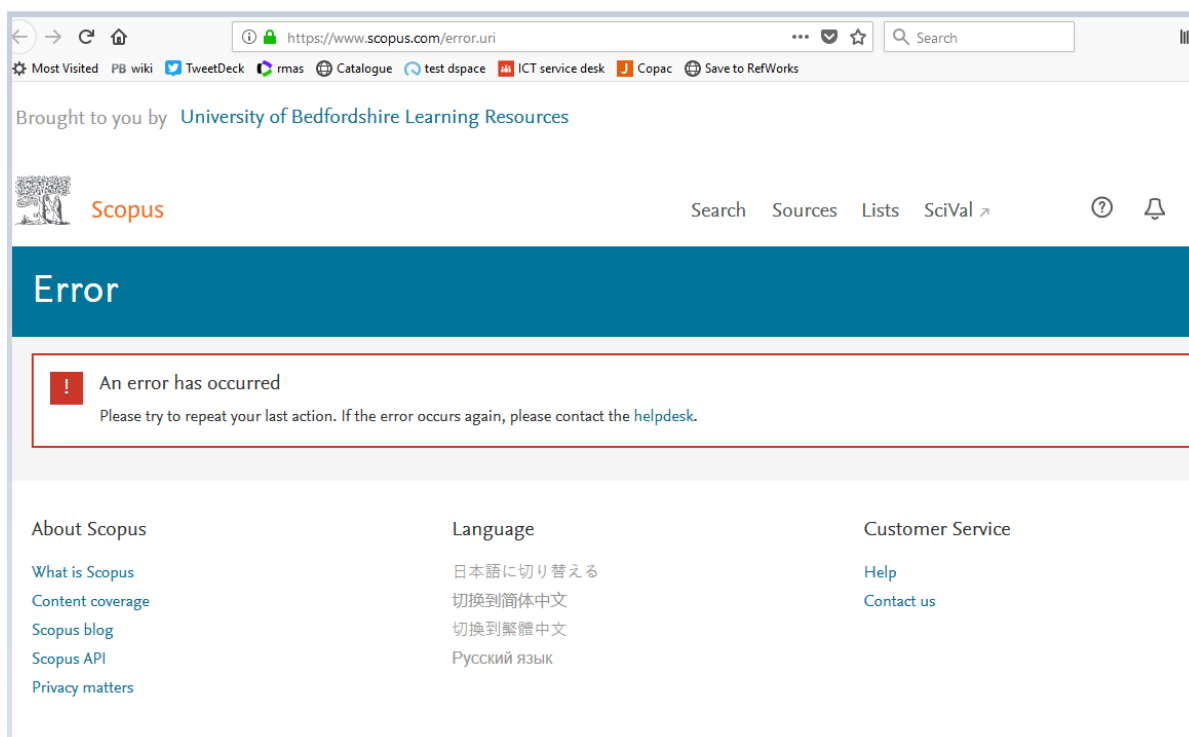 https://www.scopus.com/error.uri Search
Most Visited PB wiki TweetDeck rmas Catalogue test dspace ICT service desk Copac Save to RefWorks
Brought to you by University of Bedfordshire Learning Resources
Scopus Search Sources Lists SciVal
Error
An error has occurred
Please try to repeat your last action. If the error occurs again, please contact the helpdesk.
About Scopus Language Customer Service
What is Scopus 日本語に切り替える Help
Content coverage 切换到简体中文 Contact us
Scopus blog 切換到繁體中文
Scopus API Русский язык
Privacy matters